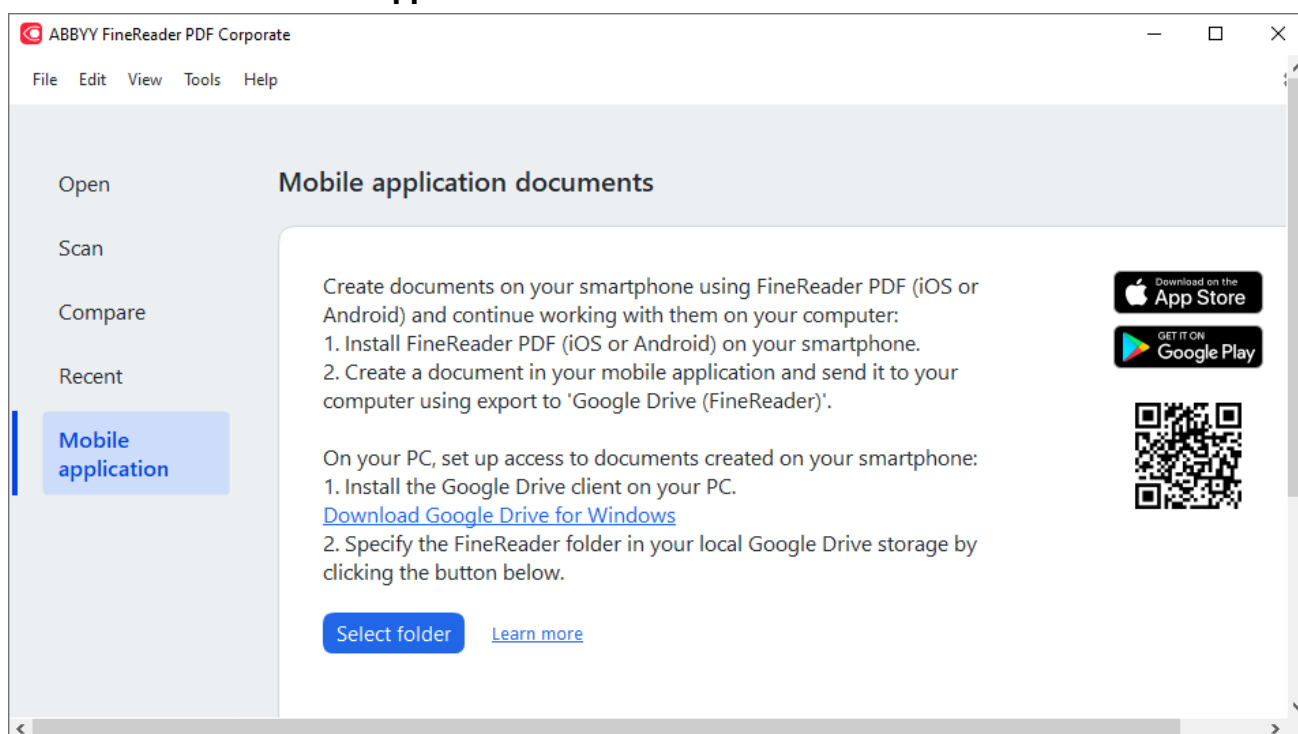 ABBYY FineReader PDF Corporate
File Edit View Tools Help
Open
Scan
Compare
Recent
Mobile
application
Mobile application documents
Create documents on your smartphone using FineReader PDF (iOS or
Android) and continue working with them on your computer:
1. Install FineReader PDF (iOS or Android) on your smartphone.
2. Create a document in your mobile application and send it to your
computer using export to 'Google Drive (FineReader)'.
On your PC, set up access to documents created on your smartphone:
1. Install the Google Drive client on your PC.
Download Google Drive for Windows
2. Specify the FineReader folder in your local Google Drive storage by
clicking the button below.
Select folder Learn more
Download on the
App Store
GET IT ON
Google Play